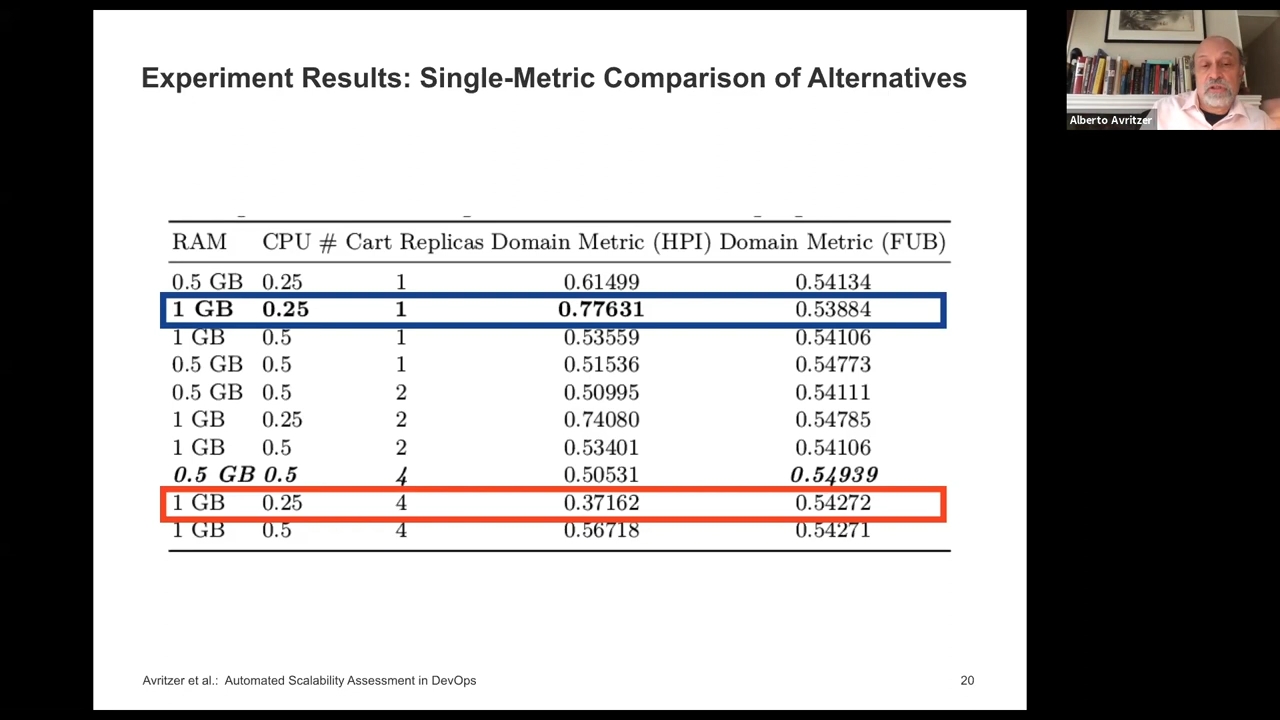 Experiment Results: Single-Metric Comparison of Alternatives
Alberto Avritzer
RAM CPU # Cart Replicas Domain Metric (HPI) Domain Metric (FUB)
0.5 GB 0.25 1 0.61499 0.54134
1 GB 0.25 1 0.77631 0.53884
1 GB 0.5 1 0.53559 0.54106
0.5 GB 0.5 1 0.51536 0.54773
0.5 GB 0.5 2 0.50995 0.54111
1 GB 0.25 2 0.74080 0.54785
1 GB 0.5 2 0.53401 0.54106
0.5 GB 0.5 4 0.50531 0.54939
1 GB 0.25 4 0.37162 0.54272
1 GB 0.5 4 0.56718 0.54271
Avritzer et al.: Automated Scalability Assessment in DevOps 20